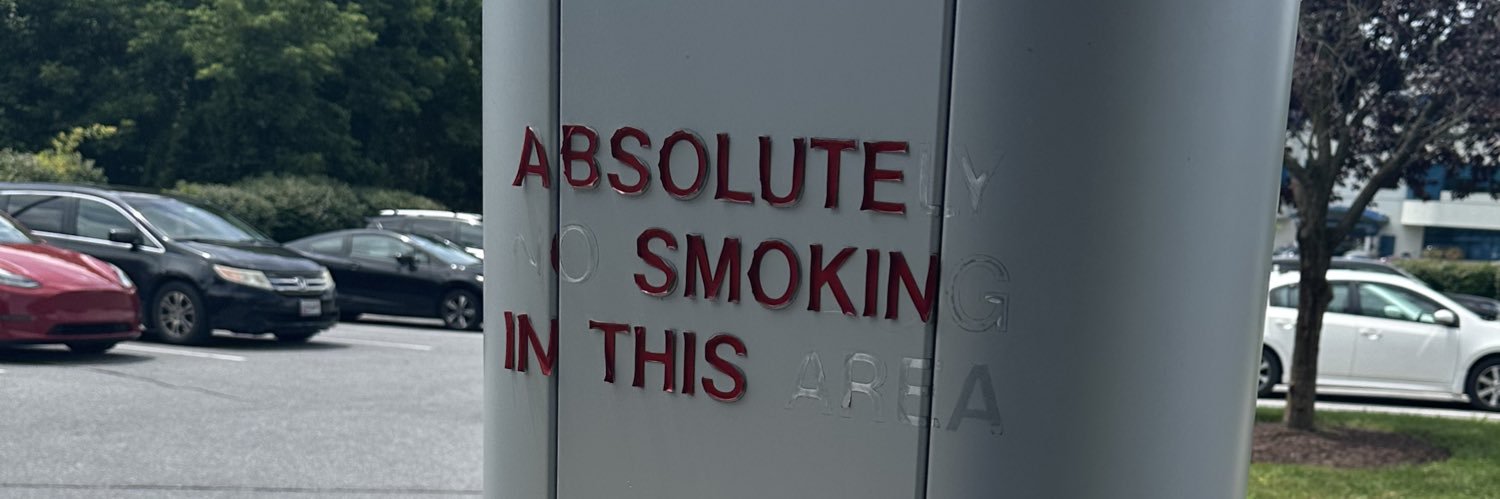 ABSOLUTELY
NO SMOKING
IN THIS AREA